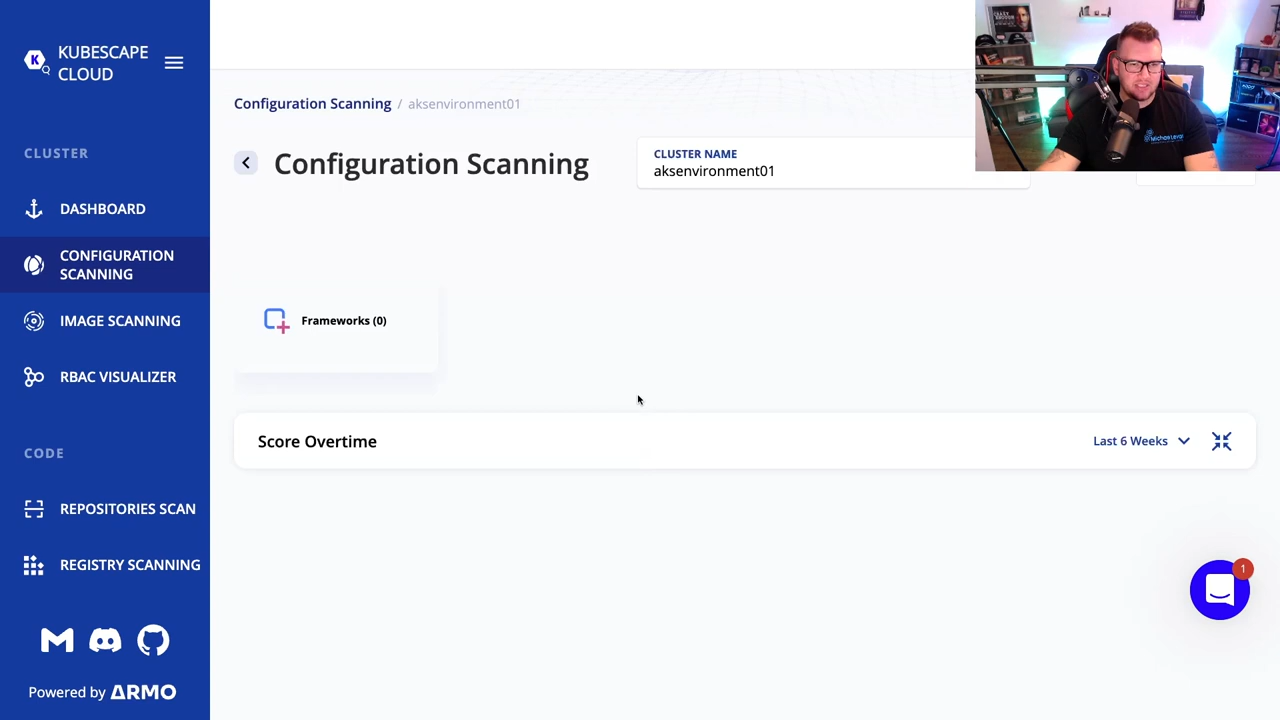 KUBESCAPE
CLOUD
CLUSTER
DASHBOARD
CONFIGURATION
SCANNING
IMAGE SCANNING
RBAC VISUALIZER
CODE
REPOSITORIES SCAN
REGISTRY SCANNING
Powered by ARMO
Configuration Scanning / aksenvironment01
Configuration Scanning
CLUSTER NAME
aksenvironment01
Frameworks (0)
Score Overtime
Last 6 Weeks
1